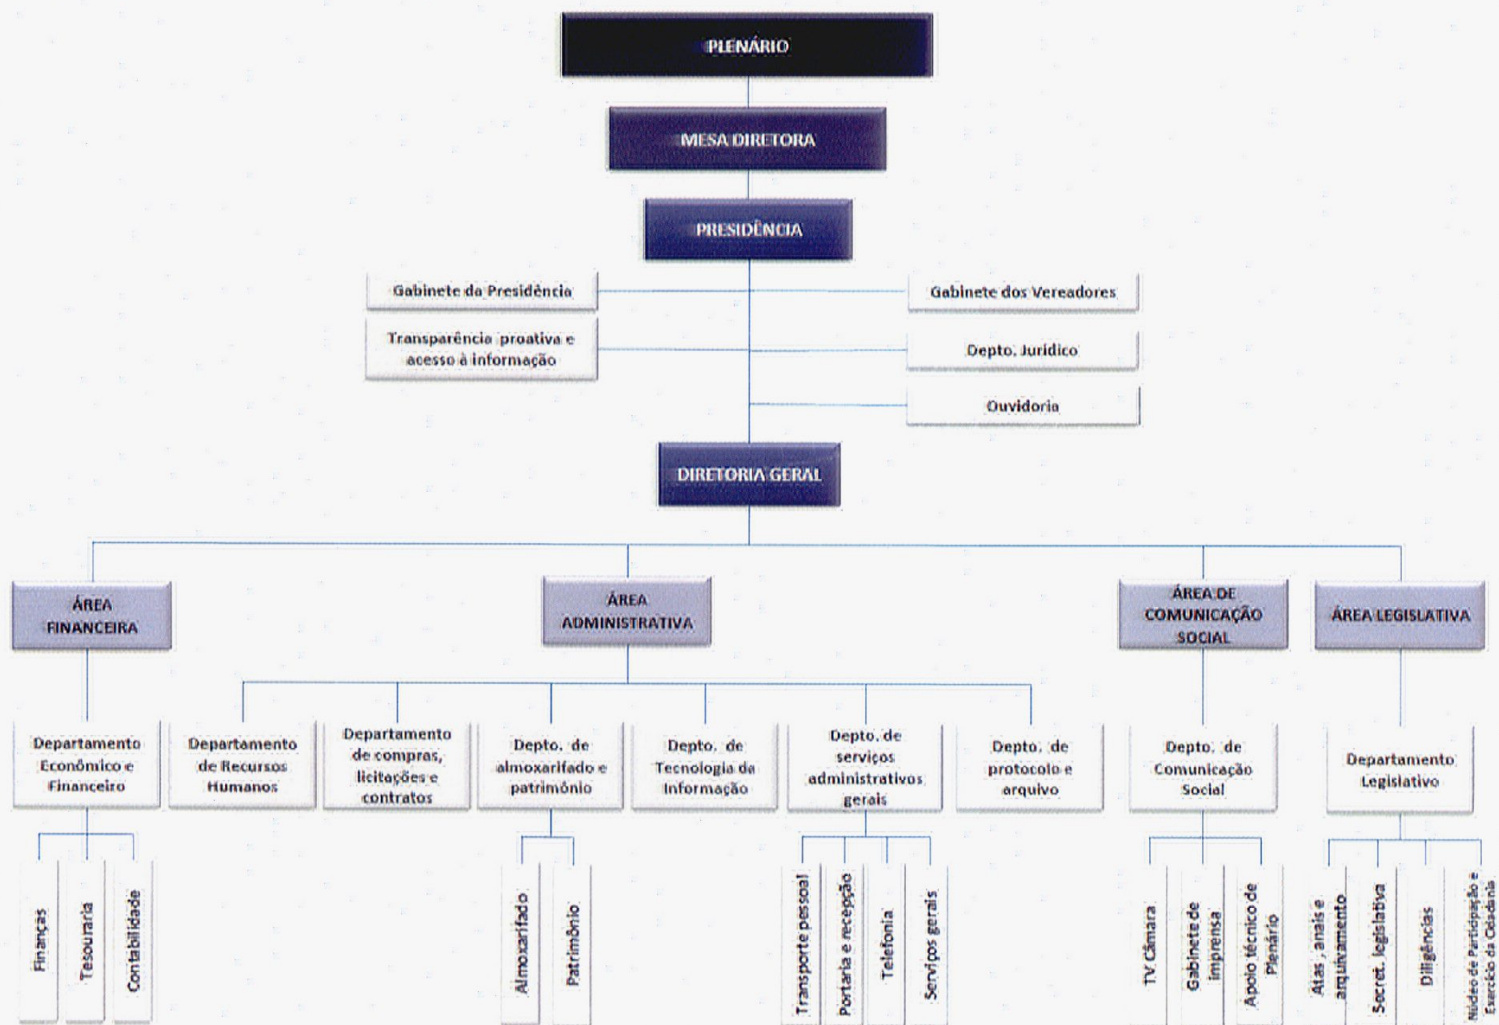 PLENÁRIO
MESA DIRETORA
PRESIDÊNCIA
Gabinete da Presidência
Gabinete dos Vereadores
Transparência proativa e
acesso à informação
Depto. Jurídico
Ouvidoria
DIRETORIA GERAL
ÁREA
FINANCEIRA
ÁREA
ADMINISTRATIVA
ÁREA DE
COMUNICAÇÃO
SOCIAL
ÁREA LEGISLATIVA
Departamento
Econômico e
Financeiro
Departamento
de Recursos
Humanos
Departamento
de compras,
licitações e
contratos
Depto. de
almoxarifado e
patrimônio
Depto. de
Tecnologia da
Informação
Depto. de
serviços
administrativos
gerais
Depto. de
protocolo e
arquivo
Depto. de
Comunicação
Social
Departamento
Legislativo
Finanças
Tesouraria
Contabilidade
Almoxarifado
Patrimônio
Transporte pessoal
Portaria e recepção
Telefonia
Serviços gerais
TV Câmara
Gabinete de
imprensa
Apoio técnico de
Plenário
Atas , anais e
arquivamento
Secret. legislativa
Diligências
Núcleo de Participação e
Exercício da Cidadania